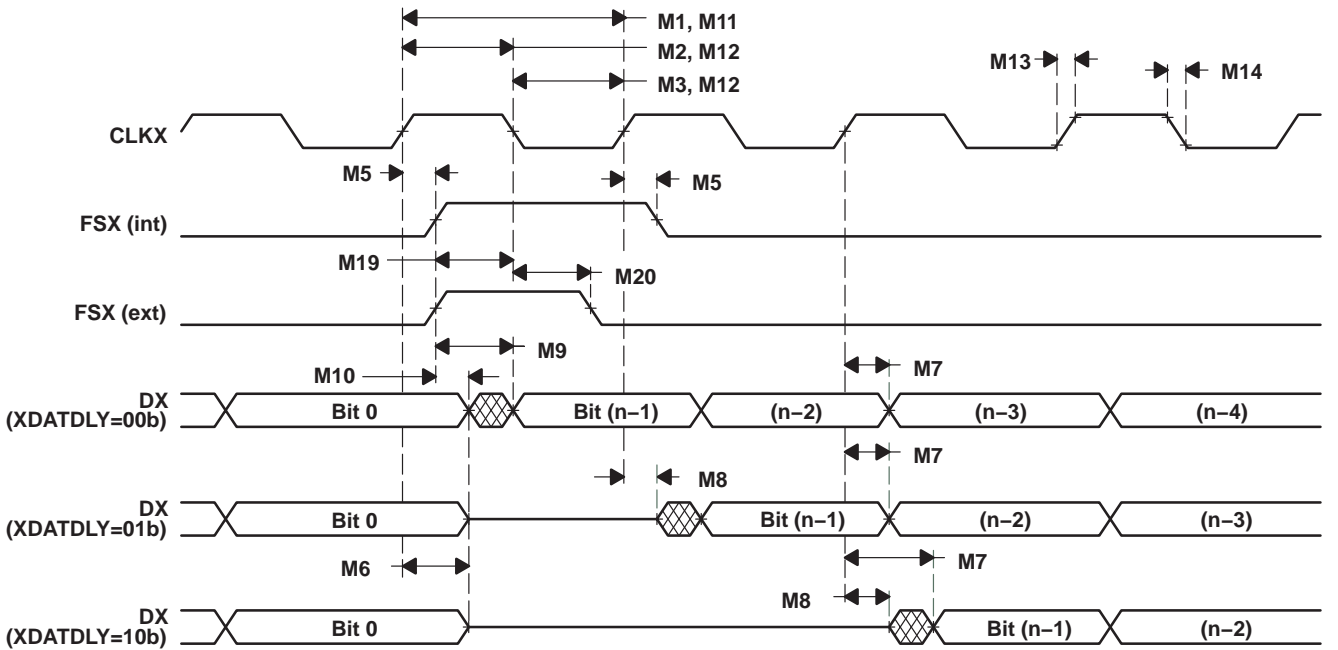 M1, M11
M2, M12
M3, M12
M13
M14
CLKX
M5
M5
FSX (int)
M19
M20
FSX (ext)
M9
M10
M7
DX
(XDATDLY=00b)
Bit 0
Bit (n–1)
(n–2)
(n–3)
(n–4)
M7
M8
DX
(XDATDLY=01b)
Bit 0
Bit (n–1)
(n–2)
(n–3)
M6
M7
M8
DX
(XDATDLY=10b)
Bit 0
Bit (n–1)
(n–2)